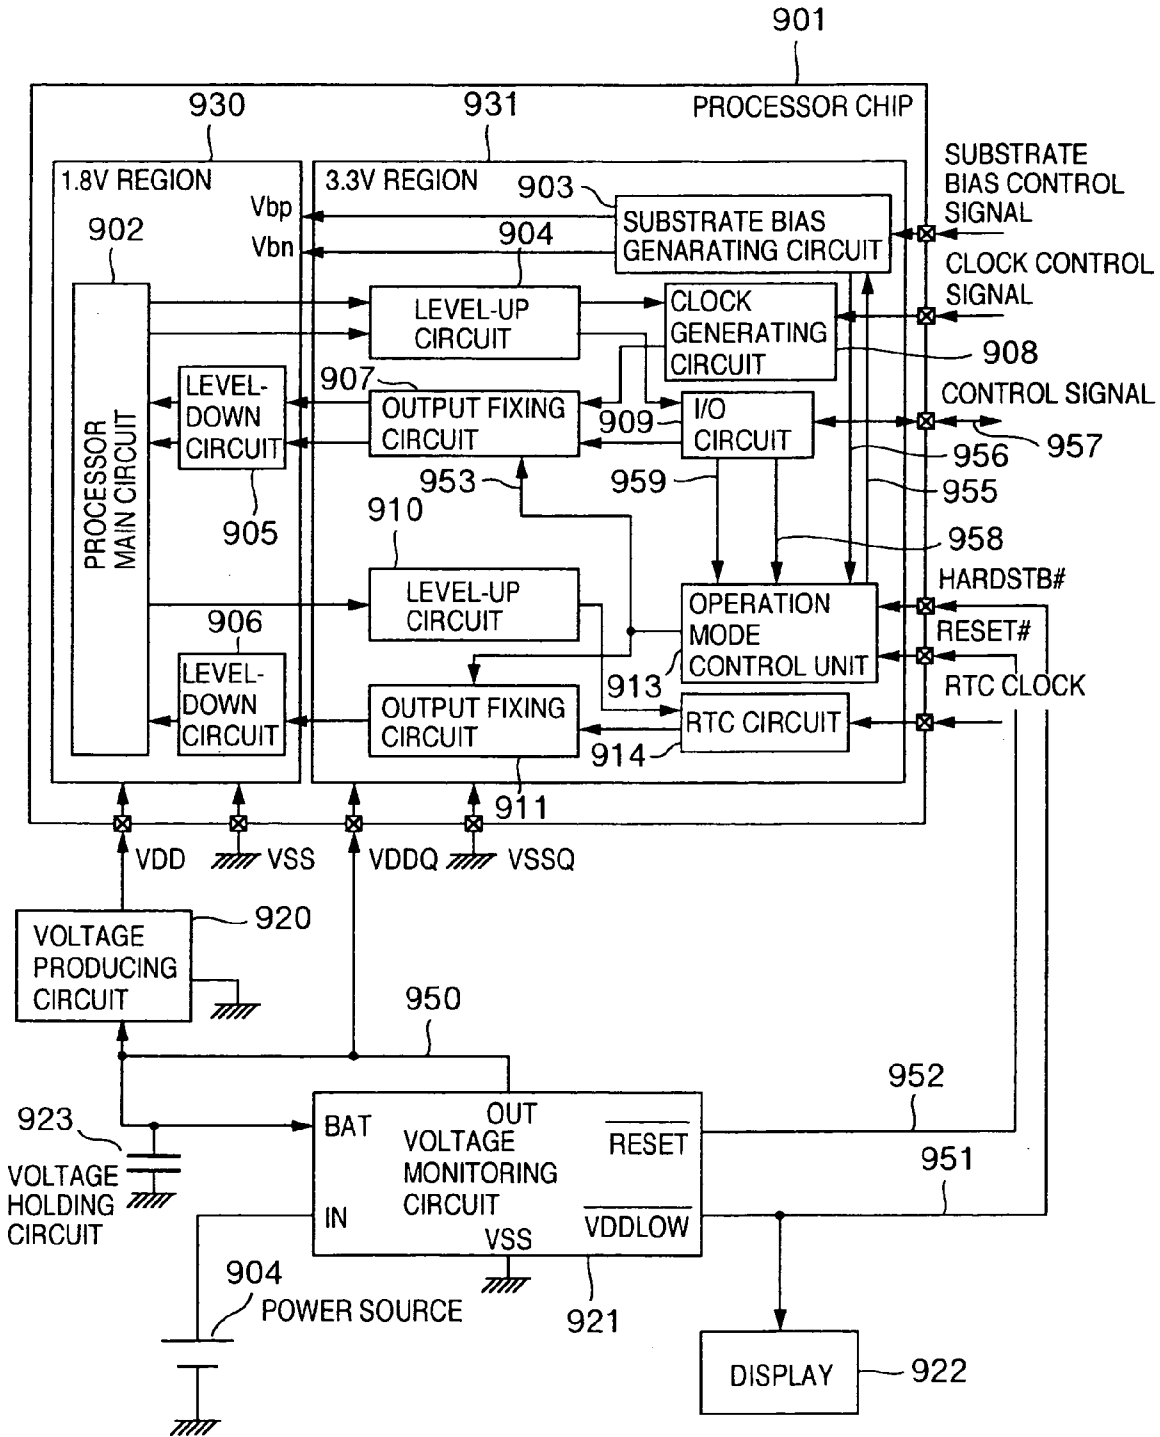 901
PROCESSOR CHIP
930
931
1.8V REGION
3.3V REGION
SUBSTRATE
BIAS CONTROL
SIGNAL
903
Vbp
Vbn
SUBSTRATE BIAS
GENARATING CIRCUIT
902
904
CLOCK CONTROL
SIGNAL
LEVEL-UP
CIRCUIT
CLOCK
GENERATING
CIRCUIT
908
907
LEVEL-
DOWN
CIRCUIT
OUTPUT FIXING
CIRCUIT
909
I/O
CIRCUIT
CONTROL SIGNAL
957
956
955
953
959
905
910
958
PROCESSOR
MAIN CIRCUIT
LEVEL-UP
CIRCUIT
HARDSTB#
OPERATION
MODE
CONTROL UNIT
RESET#
906
913
LEVEL-
DOWN
CIRCUIT
OUTPUT FIXING
CIRCUIT
RTC CLOCK
RTC CIRCUIT
914
911
VDD
VSS
VDDQ
VSSQ
920
VOLTAGE
PRODUCING
CIRCUIT
950
952
923
VOLTAGE
HOLDING
CIRCUIT
BAT
OUT
RESET
VOLTAGE
MONITORING
CIRCUIT
951
IN
VSS
VDDLOW
904
POWER SOURCE
921
DISPLAY
922